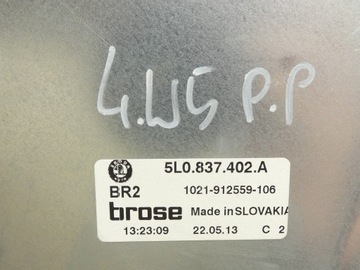 4.W5 P.P
5L0.837.402.A
BR2
1021-912559-106
brose Made in SLOVAKIA
13:23:09 22.05.13 C 2